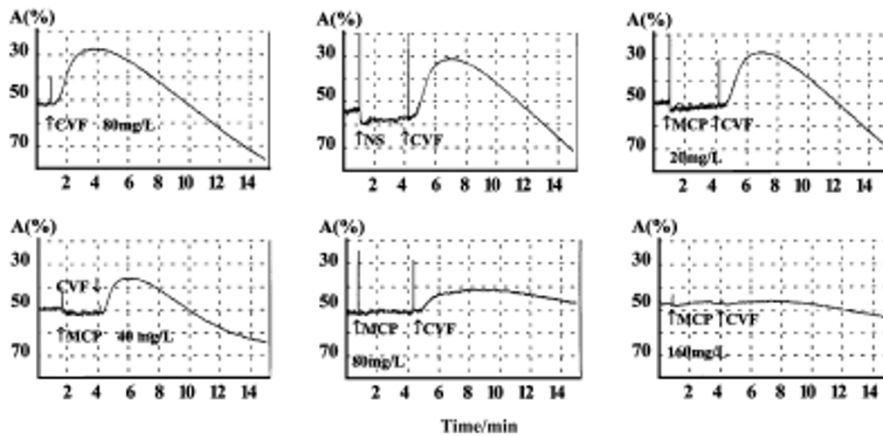 A(%) A(%) A(%)
30 30 30
50 50 50
70 70 70
↑CVF 80mg/L ↑NS ↑CVF ↑MCP ↑CVF
20mg/L
2 4 6 8 10 12 14 2 4 6 8 10 12 14 2 4 6 8 10 12 14
A(%) A(%) A(%)
30 30 30
CVF ↓
50 50 50
↑MCP 40 mg/L ↑MCP ↑CVF ↑MCP ↑CVF
70 70 70
80mg/L 160mg/L
2 4 6 8 10 12 14 2 4 6 8 10 12 14 2 4 6 8 10 12 14
Time/min